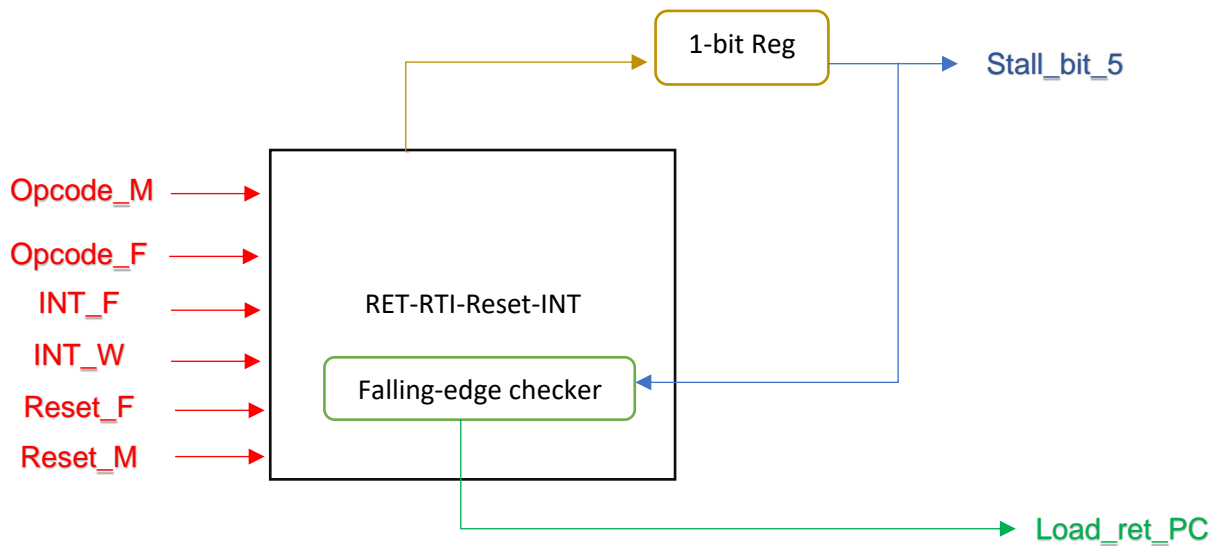 1-bit Reg
Stall_bit_5
Opcode_M
Opcode_F
INT_F
RET-RTI-Reset-INT
INT_W
Falling-edge checker
Reset_F
Reset_M
Load_ret_PC